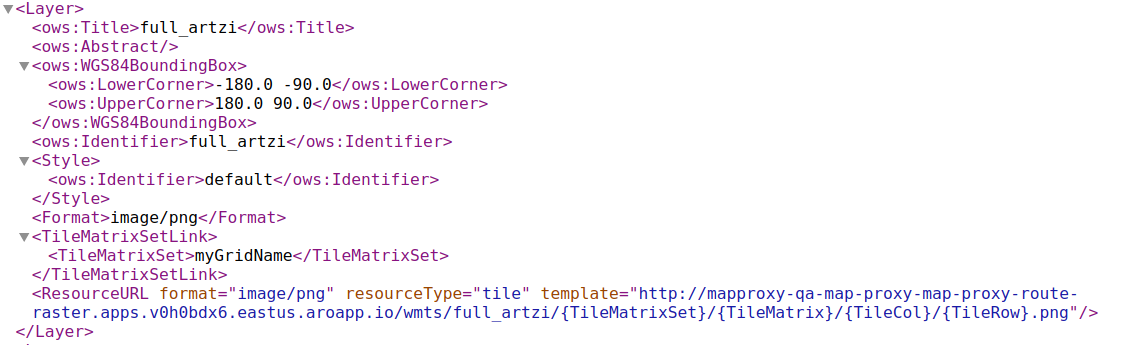 <Layer>
<ows:Title>full_artzi</ows:Title>
<ows:Abstract/>
<ows:WGS84BoundingBox>
<ows:LowerCorner>-180.0 -90.0</ows:LowerCorner>
<ows:UpperCorner>180.0 90.0</ows:UpperCorner>
</ows:WGS84BoundingBox>
<ows:Identifier>full_artzi</ows:Identifier>
<Style>
<ows:Identifier>default</ows:Identifier>
</Style>
<Format>image/png</Format>
<TileMatrixSetLink>
<TileMatrixSet>myGridName</TileMatrixSet>
</TileMatrixSetLink>
<ResourceURL format="image/png" resourceType="tile" template="http://mapproxy-qa-map-proxy-map-proxy-route-
raster.apps.v0h0bdx6.eastus.aroapp.io/wmts/full_artzi/{TileMatrixSet}/{TileMatrix}/{TileCol}/{TileRow}.png"/>
</Layer>